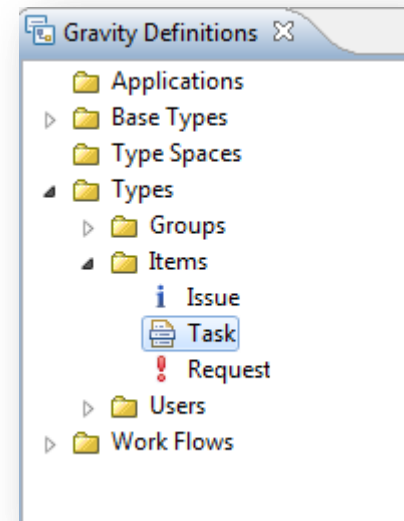 Gravity Definitions
Applications
Base Types
Type Spaces
Types
Groups
Items
Issue
Task
Request
Users
Work Flows